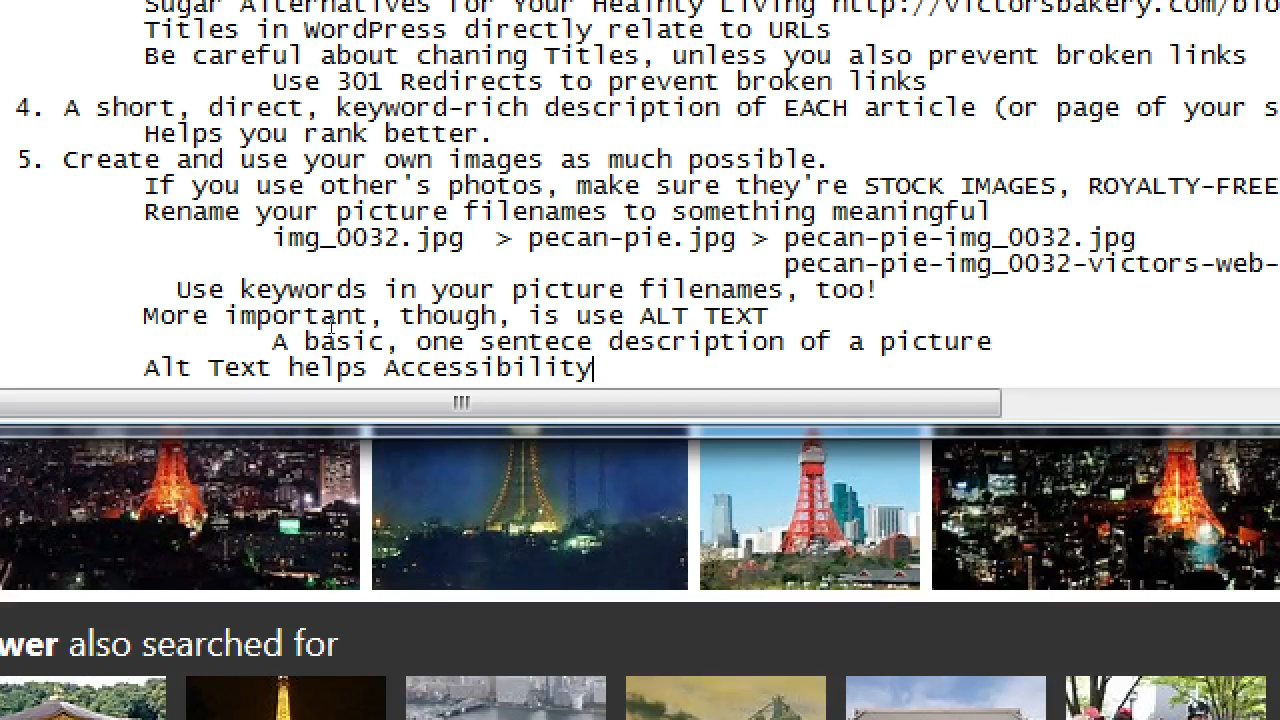 Sugar Alternatives for Your Healhty Living http://victorsbakery.com/blo
Titles in WordPress directly relate to URLs
Be careful about chaning Titles, unless you also prevent broken links
Use 301 Redirects to prevent broken links
4. A short, direct, keyword-rich description of EACH article (or page of your s
Helps you rank better.
5. Create and use your own images as much possible.
If you use other's photos, make sure they're STOCK IMAGES, ROYALTY-FREE
Rename your picture filenames to something meaningful
img_0032.jpg > pecan-pie.jpg > pecan-pie-img_0032.jpg
pecan-pie-img_0032-victors-web-
Use keywords in your picture filenames, too!
More important, though, is use ALT TEXT
A basic, one sentece description of a picture
Alt Text helps Accessibility
wer also searched for